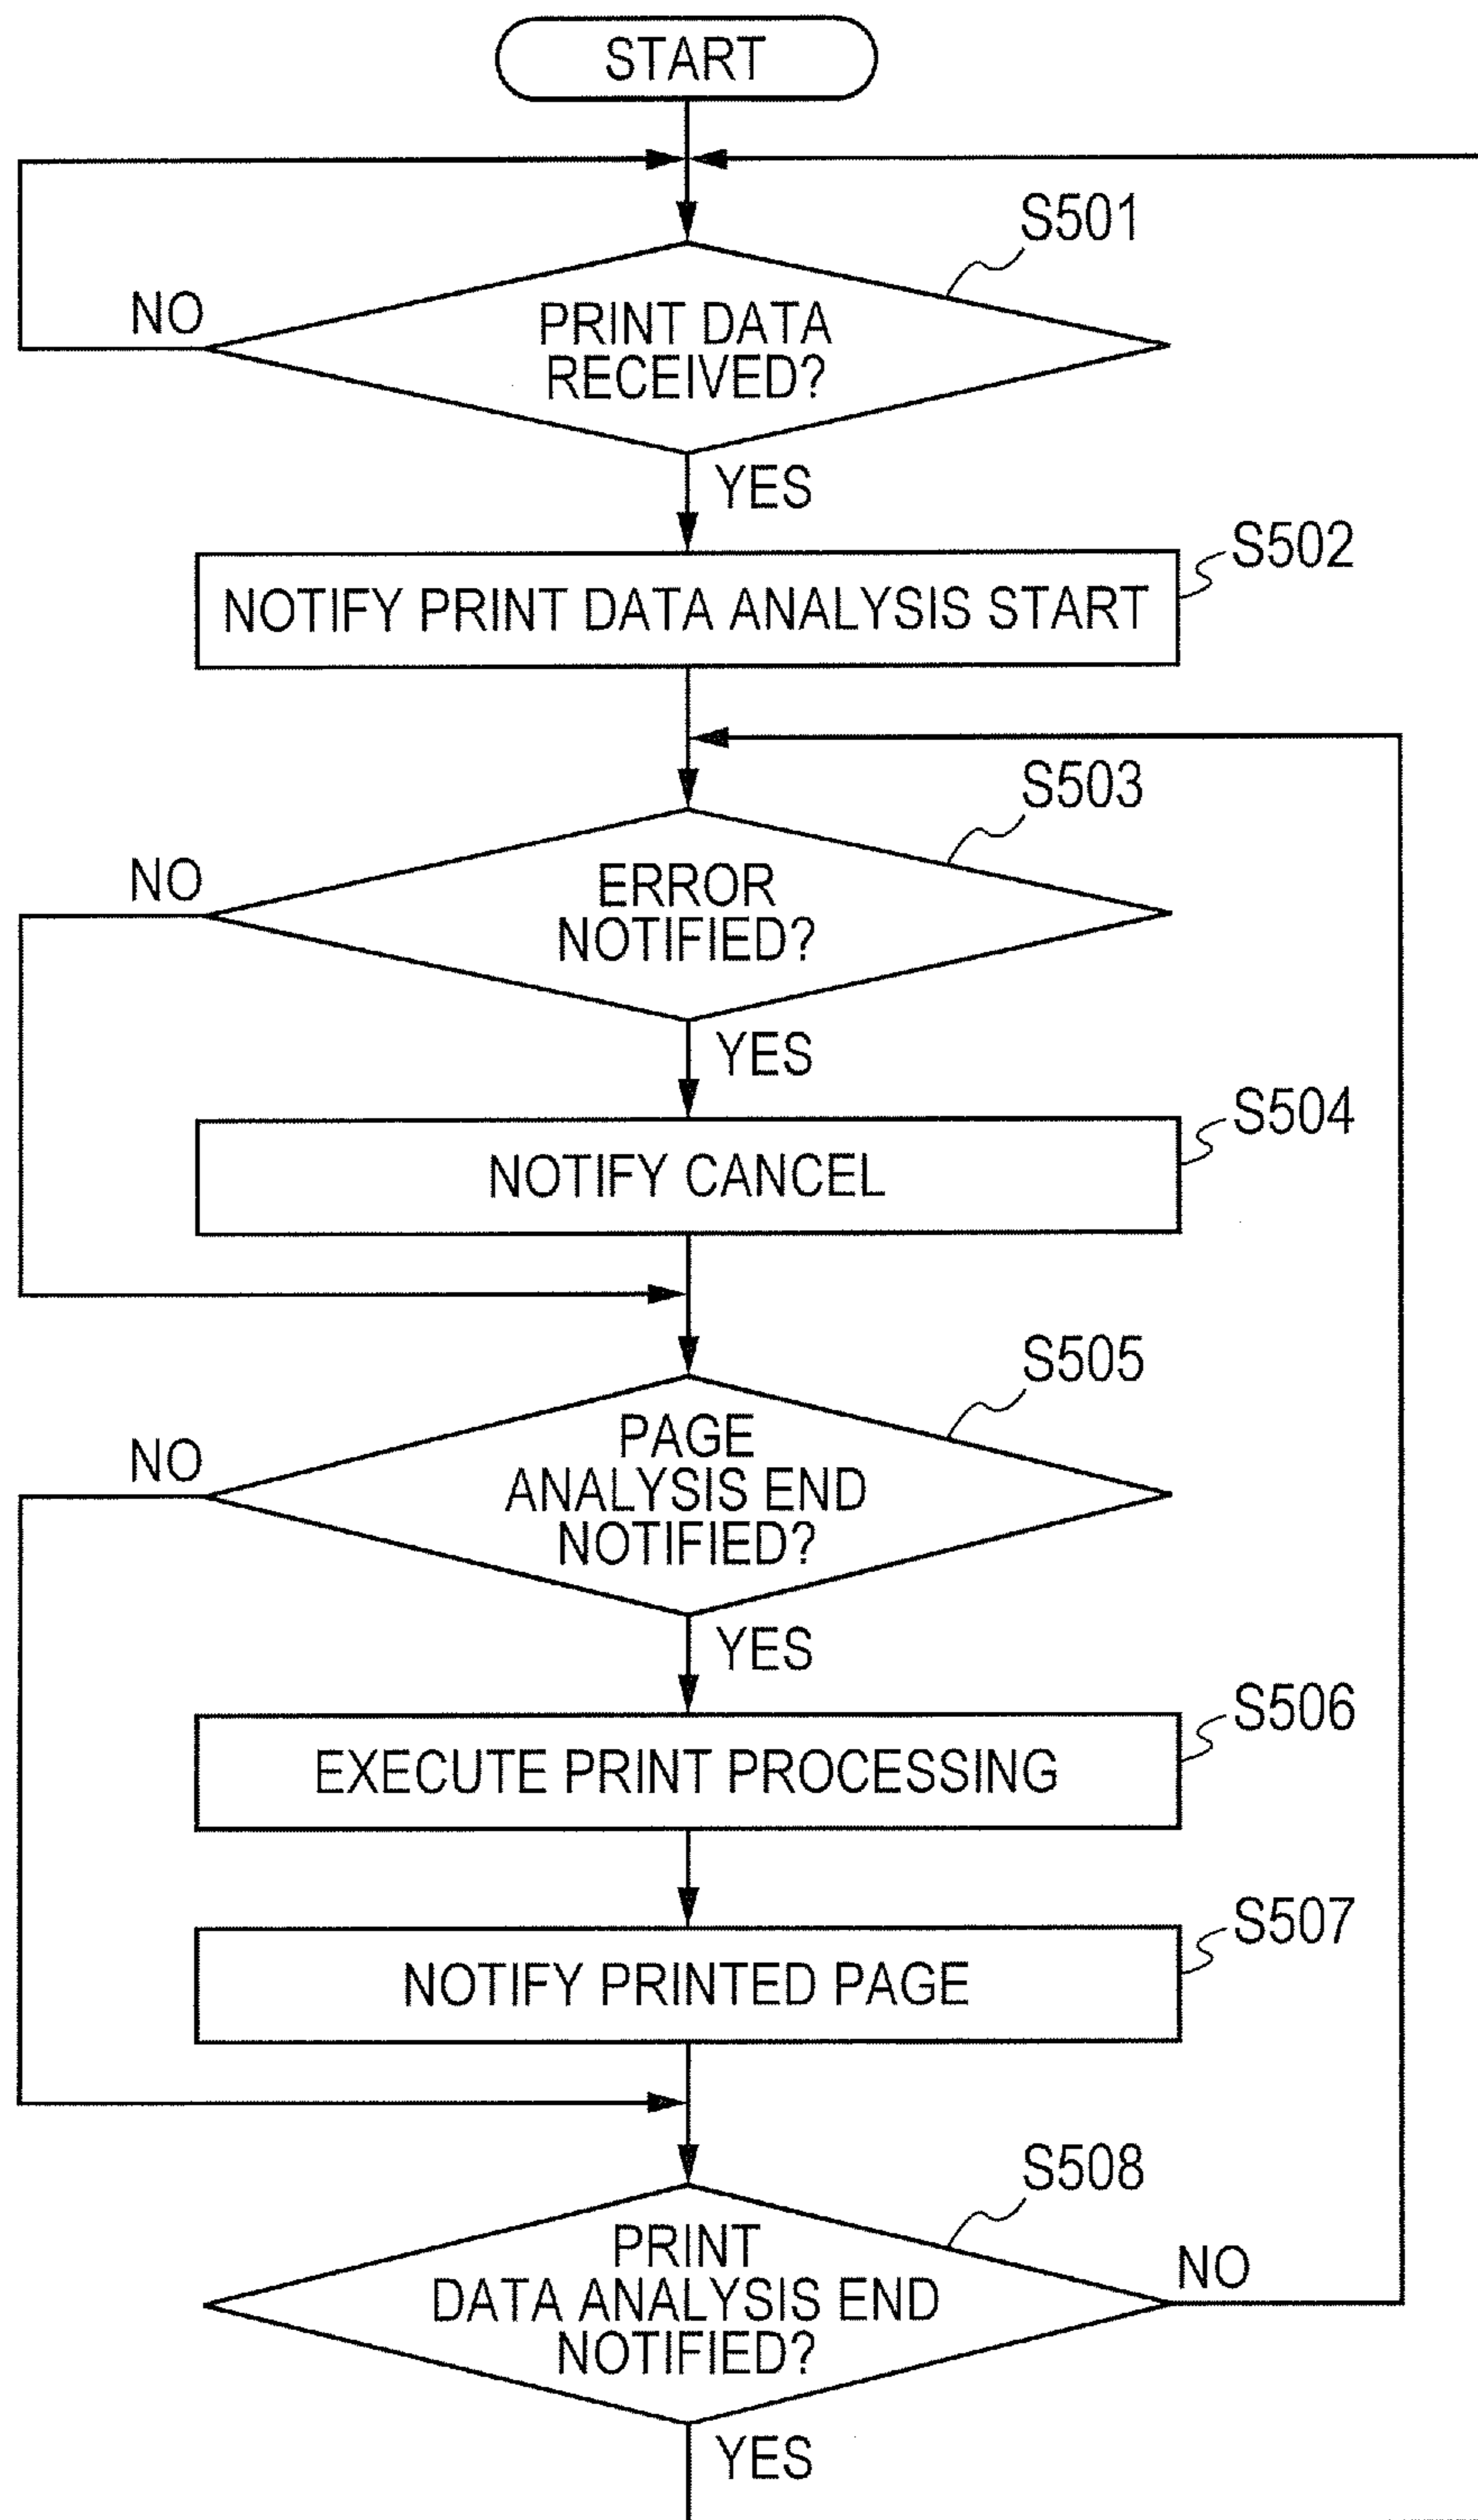 START
S501
NO
PRINT DATA
RECEIVED?
YES
S502
NOTIFY PRINT DATA ANALYSIS START
S503
NO
ERROR
NOTIFIED?
YES
S504
NOTIFY CANCEL
S505
NO
PAGE
ANALYSIS END
NOTIFIED?
YES
S506
EXECUTE PRINT PROCESSING
S507
NOTIFY PRINTED PAGE
S508
PRINT
NO
DATA ANALYSIS END
NOTIFIED?
YES